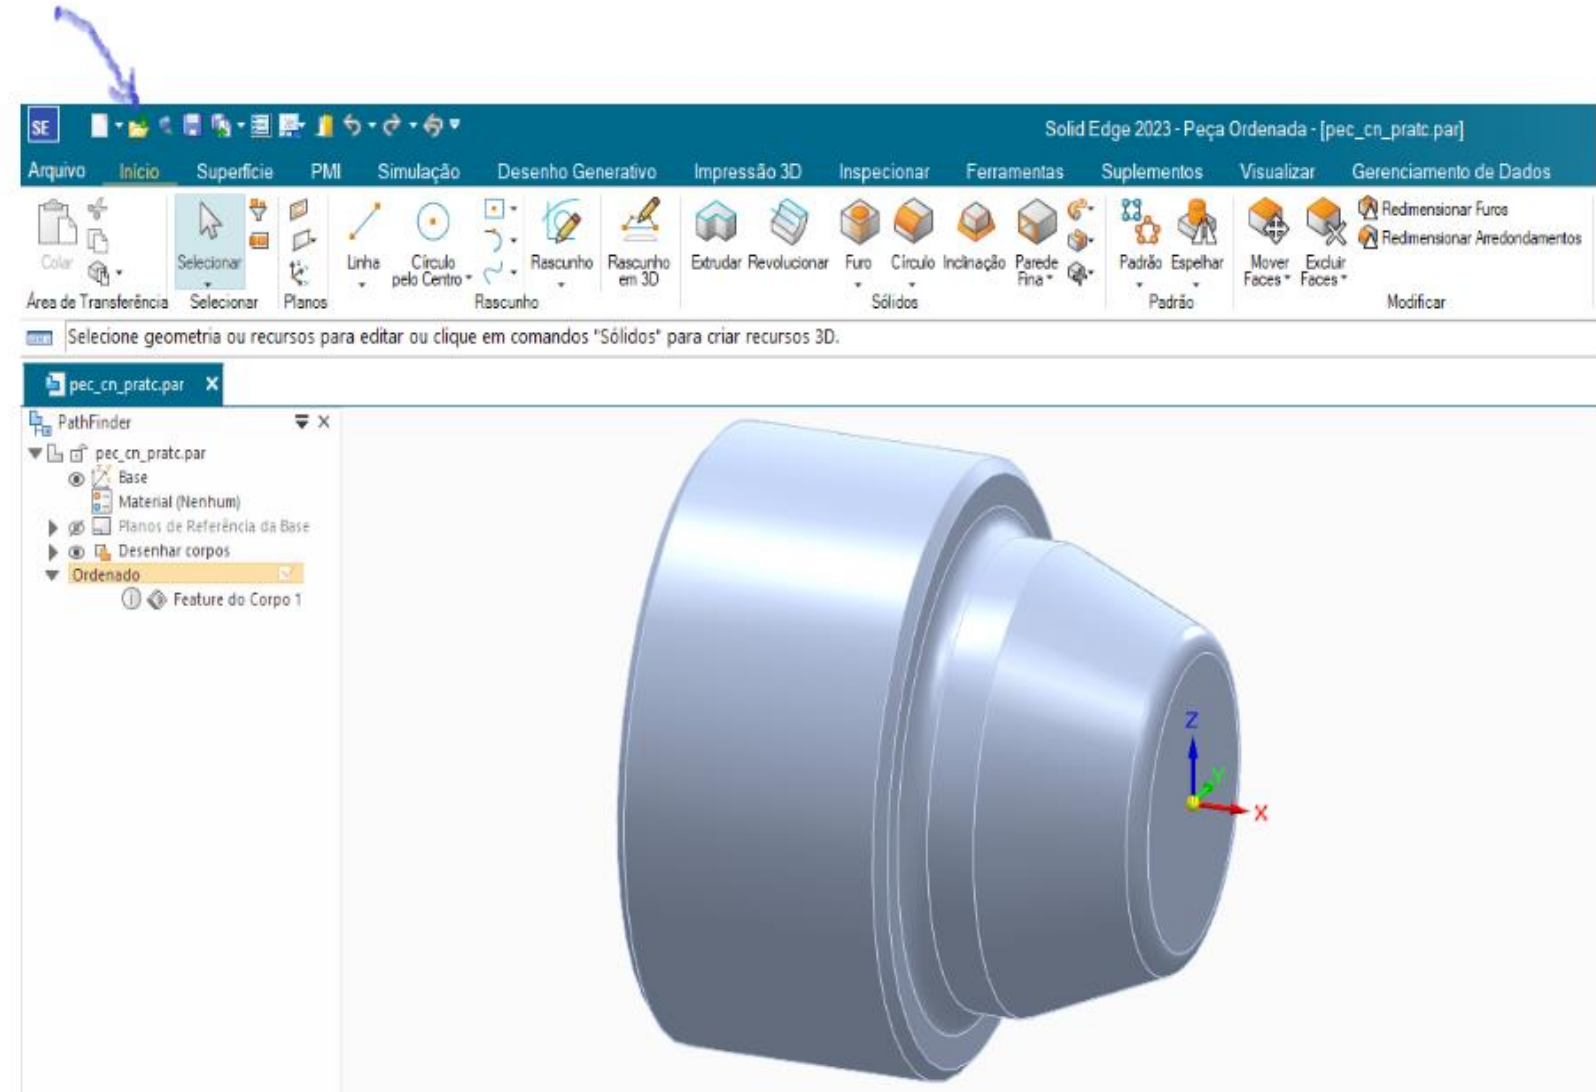 SE
Solid Edge 2023 - Peça Ordenada - [pec_cn_pratc.par]
Arquivo Início Superfície PMI Simulação Desenho Generativo Impressão 3D Inspecionar Ferramentas Suplementos Visualizar Gerenciamento de Dados
Colar
Selecionar
Linha
Círculo
pelo Centro
Rascunho
Rascunho
em 3D
Extrudar Revolucionar Furo Círculo Inclinação Parede
Fina
Padrão Espelhar
Mover
Faces
Excluir
Faces
Redimensionar Furos
Redimensionar Arredondamentos
Área de Transferência Selecionar Planos Rascunho Sólidos Padrão Modificar
Selecione geometria ou recursos para editar ou clique em comandos "Sólidos" para criar recursos 3D.
pec_cn_pratc.par X
PathFinder
pec_cn_pratc.par
Base
Material (Nenhum)
Planos de Referência da Base
Desenhar corpos
Ordenado
Feature do Corpo 1
Z
Y
X